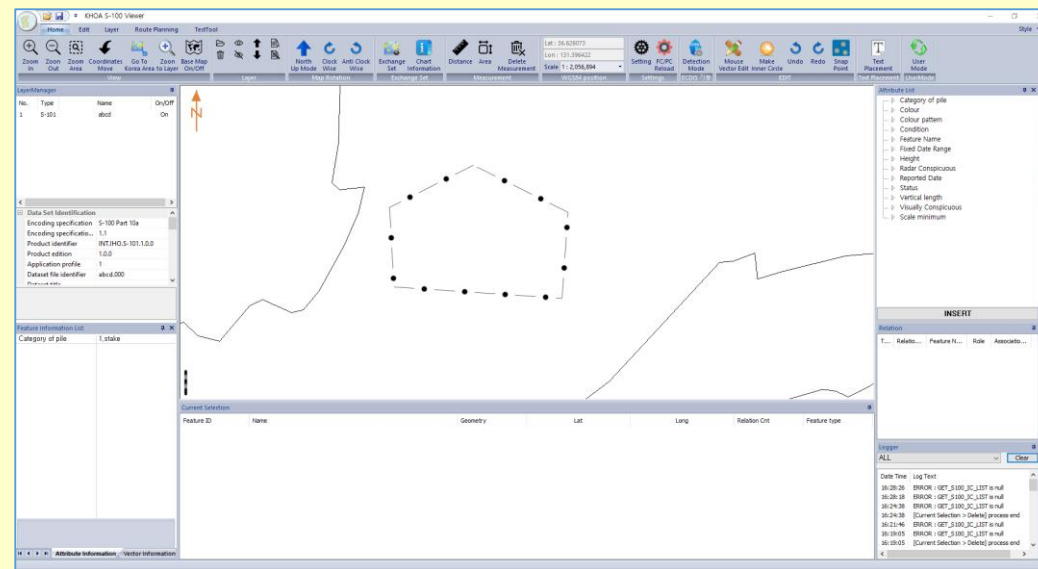 KHOA S-100 Viewer
Home Edit Layer Route Planning TestTool
Style
Zoom In
Zoom Out
Zoom Area
Coordinates Move
Go To Korea Area
Zoom to Layer
Base Map On/Off
View
Layer
North Up Mode
Clock Wise
Anti Clock Wise
Map Rotation
Exchange Set
Chart Information
Exchange Set
Distance
Area
Delete Measurement
Measurement
Lat : 36.828073
Lon : 131.396422
Scale 1 : 2,056,894
WGS84 position
Setting
FC/PC Reload
Settings
Detection Mode
Mouse Vector Edit
Make Inner Circle
Undo
Redo
Snap Point
EDIT
Text Placement
Text Placement
User Mode
UserMode
LayerManager
No. Type Name On/Off
1 S-101 abcd On
Data Set Identification
Encoding specification S-100 Part 10a
Encoding specificatio... 1.1
Product identifier INT.IHO.S-101.1.0.0
Product edition 1.0.0
Application profile 1
Dataset file identifier abcd.000
Dataset title
Feature Information List
Category of pile 1,stake
Attribute Information Vector Information
N
Current Selection
Feature ID Name Geometry Lat Long Relation Cnt Feature type
Attribute List
Category of pile
Colour
Colour pattern
Condition
Feature Name
Fixed Date Range
Height
Radar Conspicuous
Reported Date
Status
Vertical length
Visually Conspicuous
Scale minimum
INSERT
Relation
T... Relatio... Feature N... Role Associatio...
Logger
ALL Clear
Date Time Log Text
16:28:26 ERROR : GET_S100_IC_LIST is null
16:28:18 ERROR : GET_S100_IC_LIST is null
16:24:38 ERROR : GET_S100_IC_LIST is null
16:24:38 [Current Selection > Delete] process end
16:21:46 ERROR : GET_S100_IC_LIST is null
16:19:05 ERROR : GET_S100_IC_LIST is null
16:19:05 [Current Selection > Delete] process end